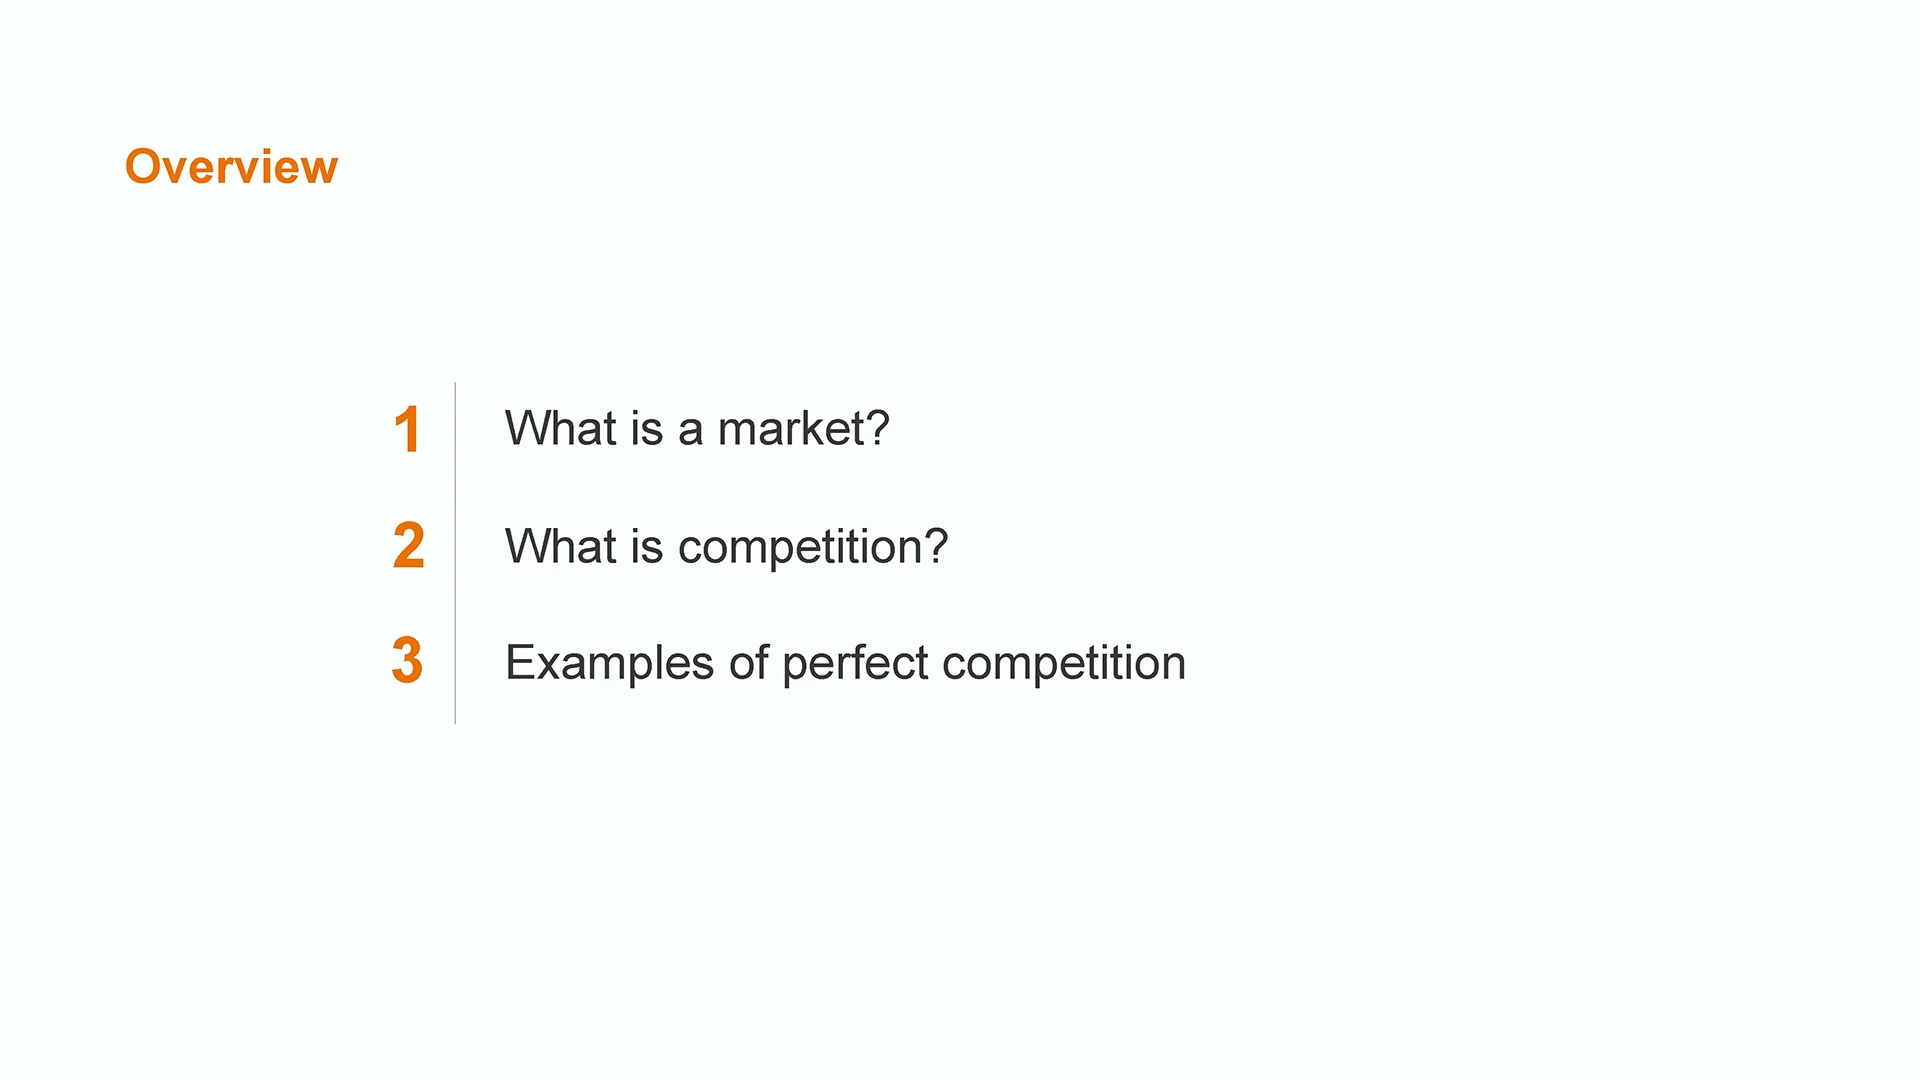 Overview
1 What is a market?
2 What is competition?
3 Examples of perfect competition